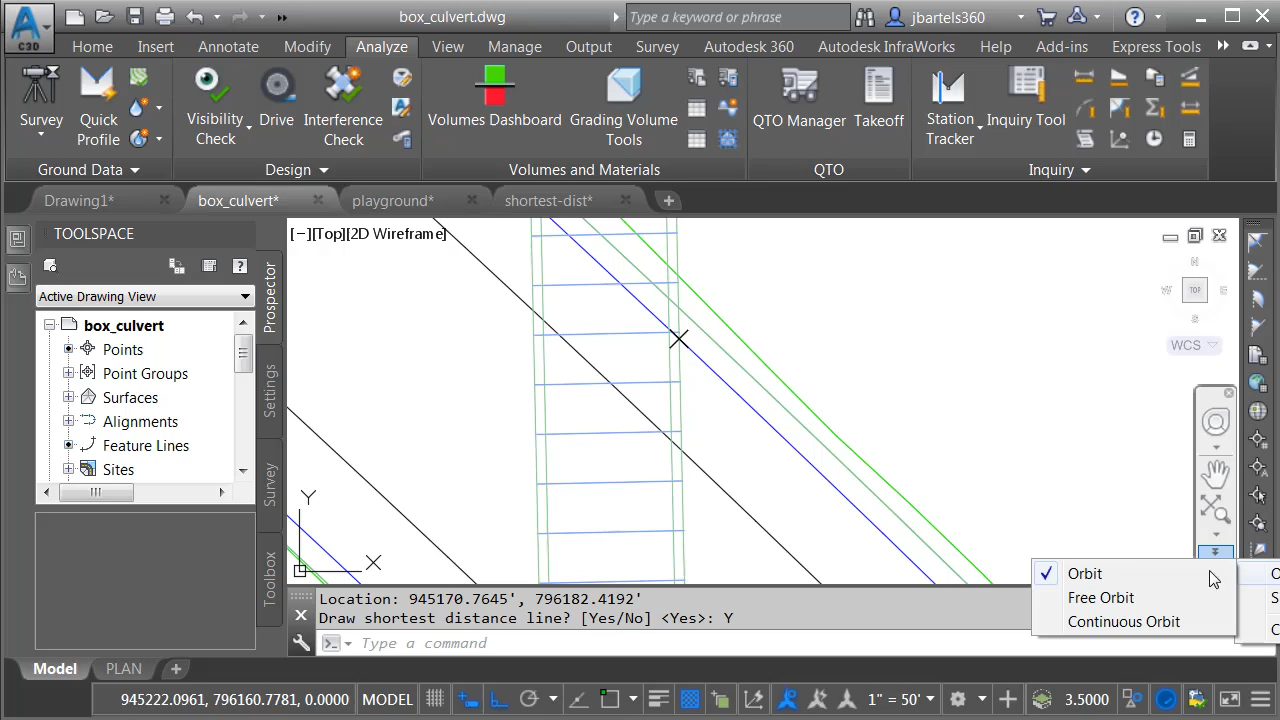 C3D
box_culvert.dwg
Type a keyword or phrase
jbartels360
Home Insert Annotate Modify Analyze View Manage Output Survey Autodesk 360 Autodesk InfraWorks Help Add-ins Express Tools
Survey
Quick Profile
Visibility Check
Drive
Interference Check
Volumes Dashboard
Grading Volume Tools
QTO Manager
Takeoff
Station Tracker
Inquiry Tool
Ground Data
Design
Volumes and Materials
QTO
Inquiry
Drawing1*
box_culvert*
playground*
shortest-dist*
TOOLSPACE
Active Drawing View
box_culvert
Points
Point Groups
Surfaces
Alignments
Feature Lines
Sites
Prospector
Settings
Survey
Toolbox
[−][Top][2D Wireframe]
N
W TOP E
S
WCS
Y
X
Orbit
Free Orbit
Continuous Orbit
O
S
C
Location: 945170.7645', 796182.4192'
Draw shortest distance line? [Yes/No] <Yes>: Y
Type a command
Model
PLAN
945222.0961, 796160.7781, 0.0000 MODEL
1" = 50'
3.5000